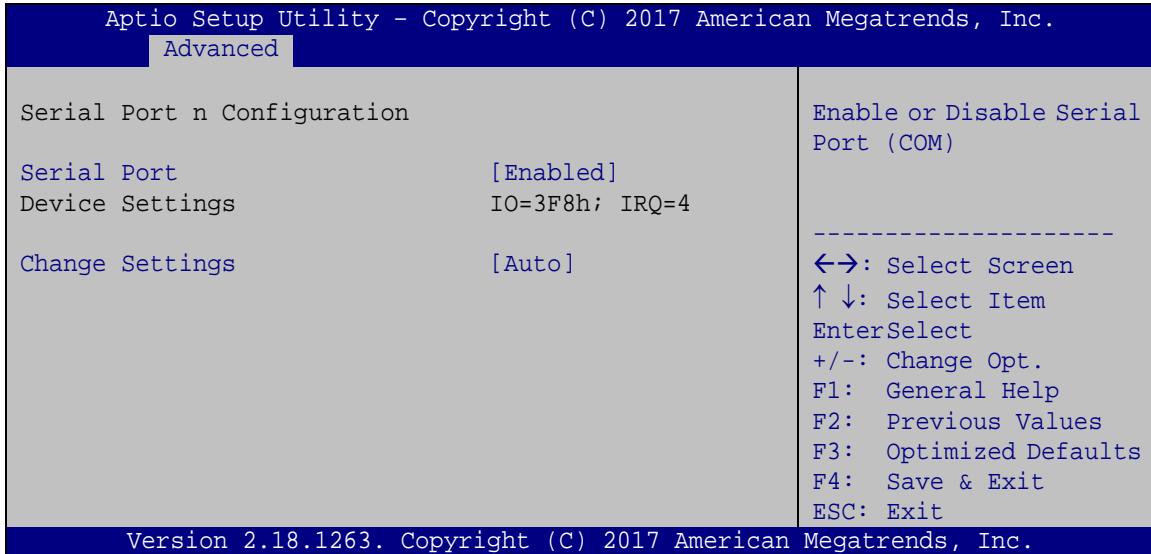 Aptio Setup Utility – Copyright (C) 2017 American Megatrends, Inc.
Advanced
Serial Port n Configuration
Serial Port [Enabled]
Device Settings IO=3F8h; IRQ=4
Change Settings [Auto]
Enable or Disable Serial
Port (COM)
---------------------
←→: Select Screen
↑ ↓: Select Item
EnterSelect
+/-: Change Opt.
F1: General Help
F2: Previous Values
F3: Optimized Defaults
F4: Save & Exit
ESC: Exit
Version 2.18.1263. Copyright (C) 2017 American Megatrends, Inc.